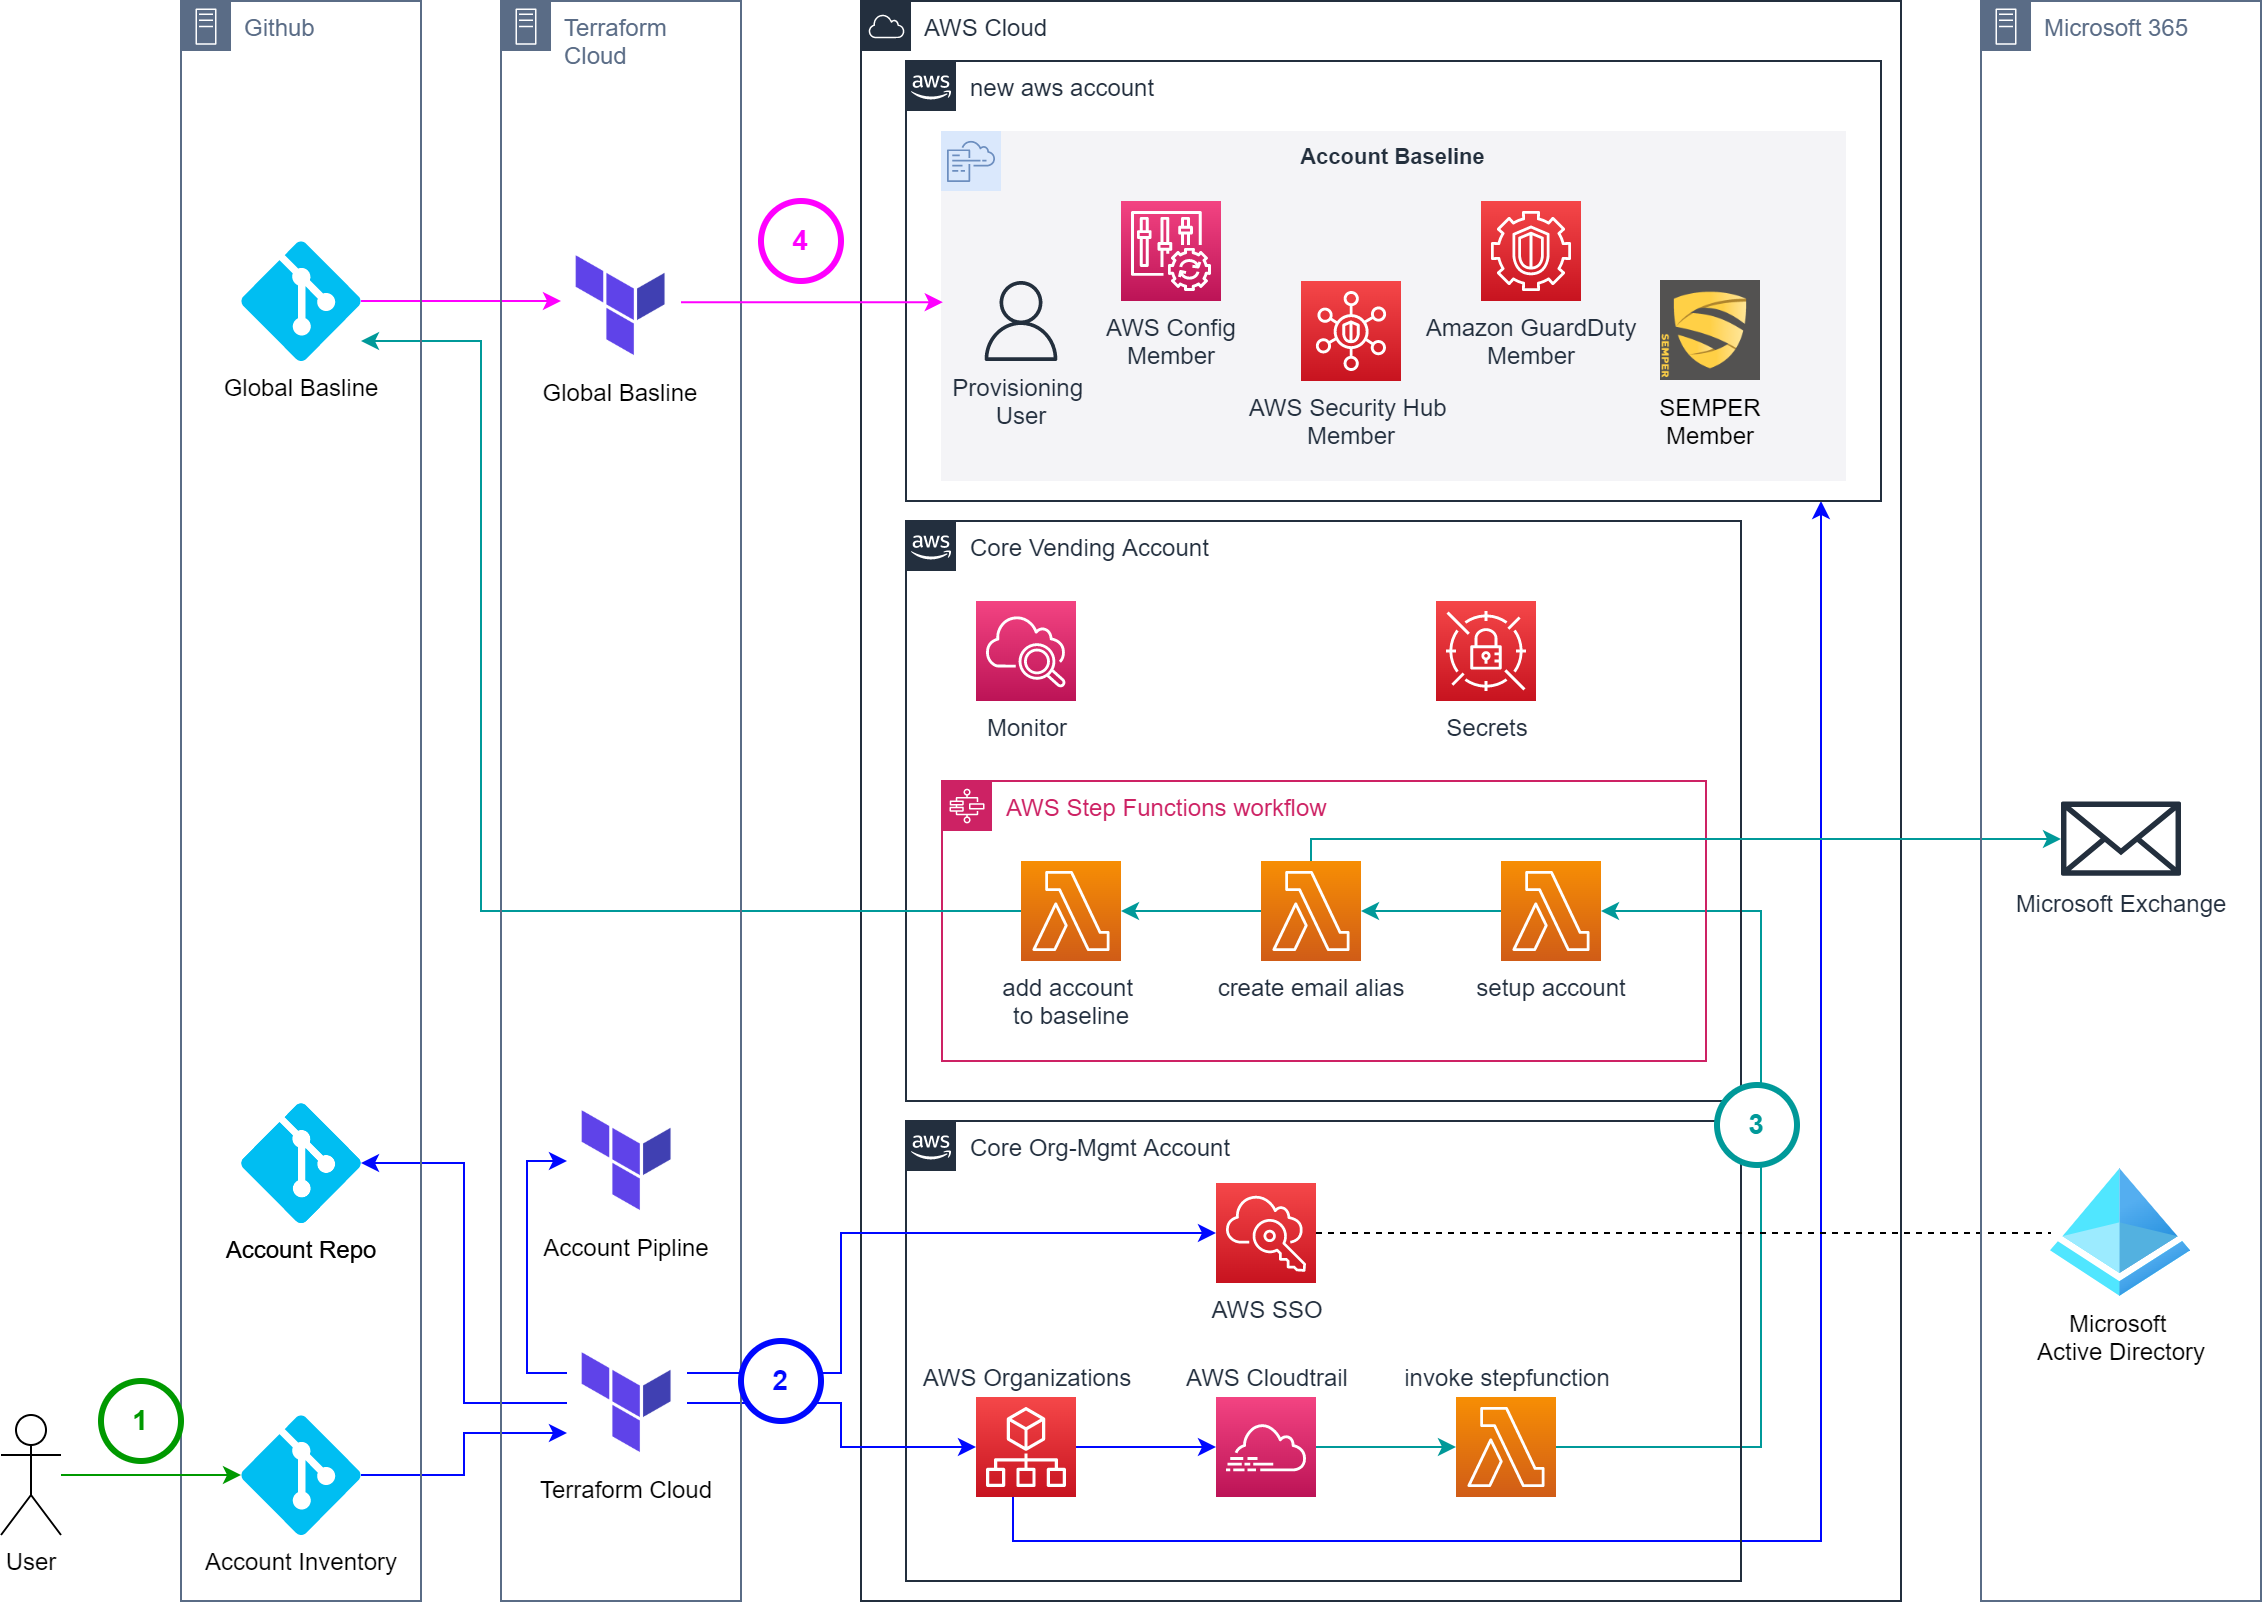 Github
Terraform
Cloud
AWS Cloud
Microsoft 365
aws
new aws account
Account Baseline
4
Global Basline
Global Basline
Provisioning
User
AWS Config
Member
AWS Security Hub
Member
Amazon GuardDuty
Member
SEMPER
SEMPER
Member
aws
Core Vending Account
Monitor
Secrets
AWS Step Functions workflow
add account
to baseline
create email alias
setup account
Microsoft Exchange
3
aws
Core Org-Mgmt Account
Account Repo
Account Pipline
AWS SSO
Microsoft
Active Directory
2
AWS Organizations
AWS Cloudtrail
invoke stepfunction
1
Terraform Cloud
User
Account Inventory